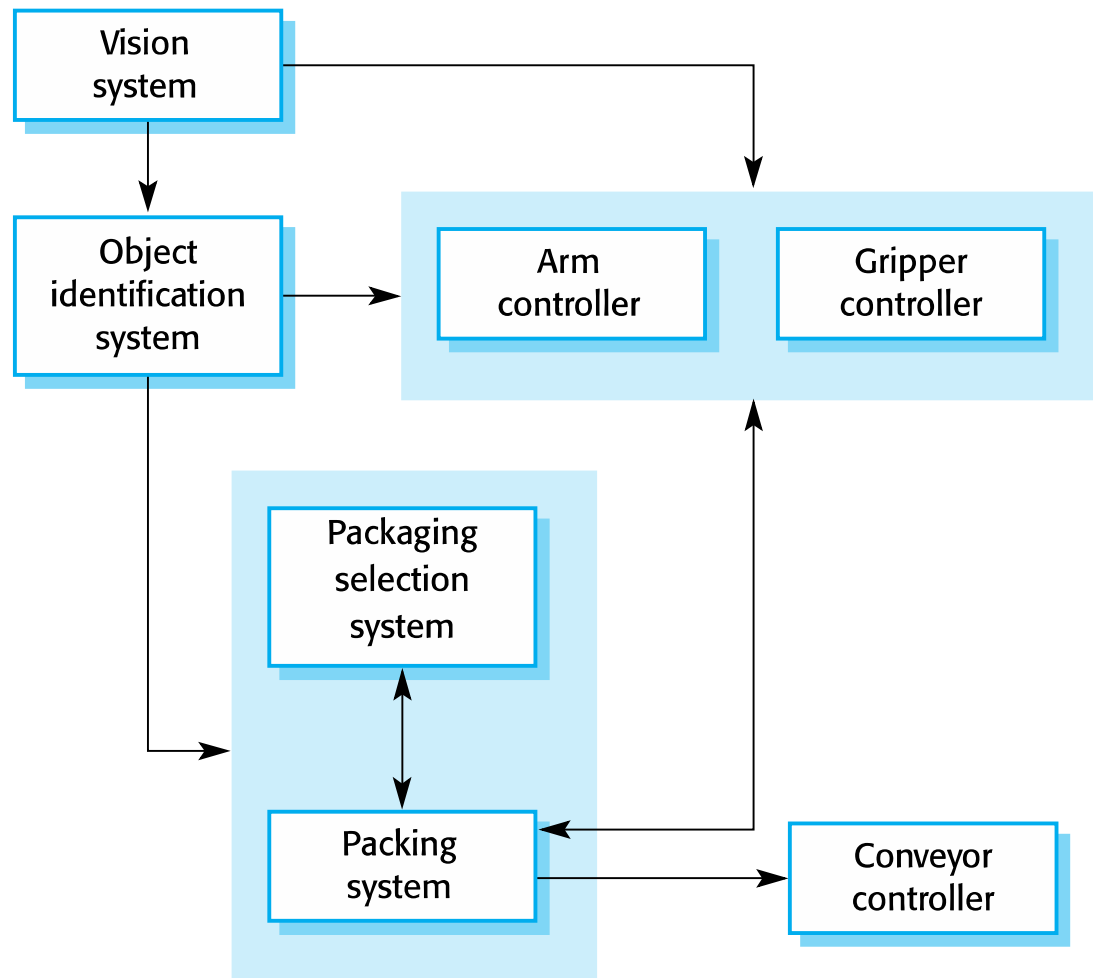 Vision
system
Object
identification
system
Arm
controller
Gripper
controller
Packaging
selection
system
Packing
system
Conveyor
controller